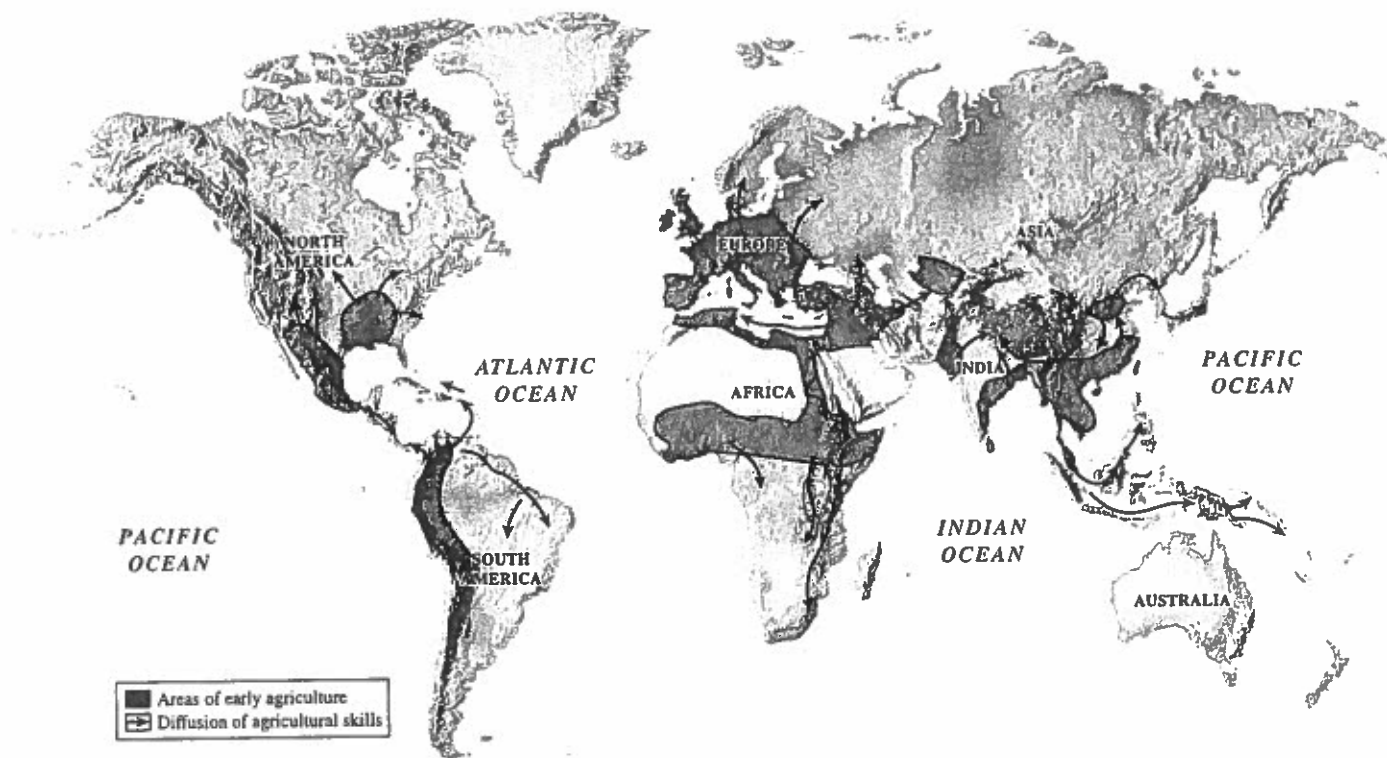 NORTH
AMERICA
EUROPE
ASIA
ATLANTIC
OCEAN
AFRICA
INDIA
PACIFIC
OCEAN
PACIFIC
OCEAN
SOUTH
AMERICA
INDIAN
OCEAN
AUSTRALIA
Areas of early agriculture
Diffusion of agricultural skills